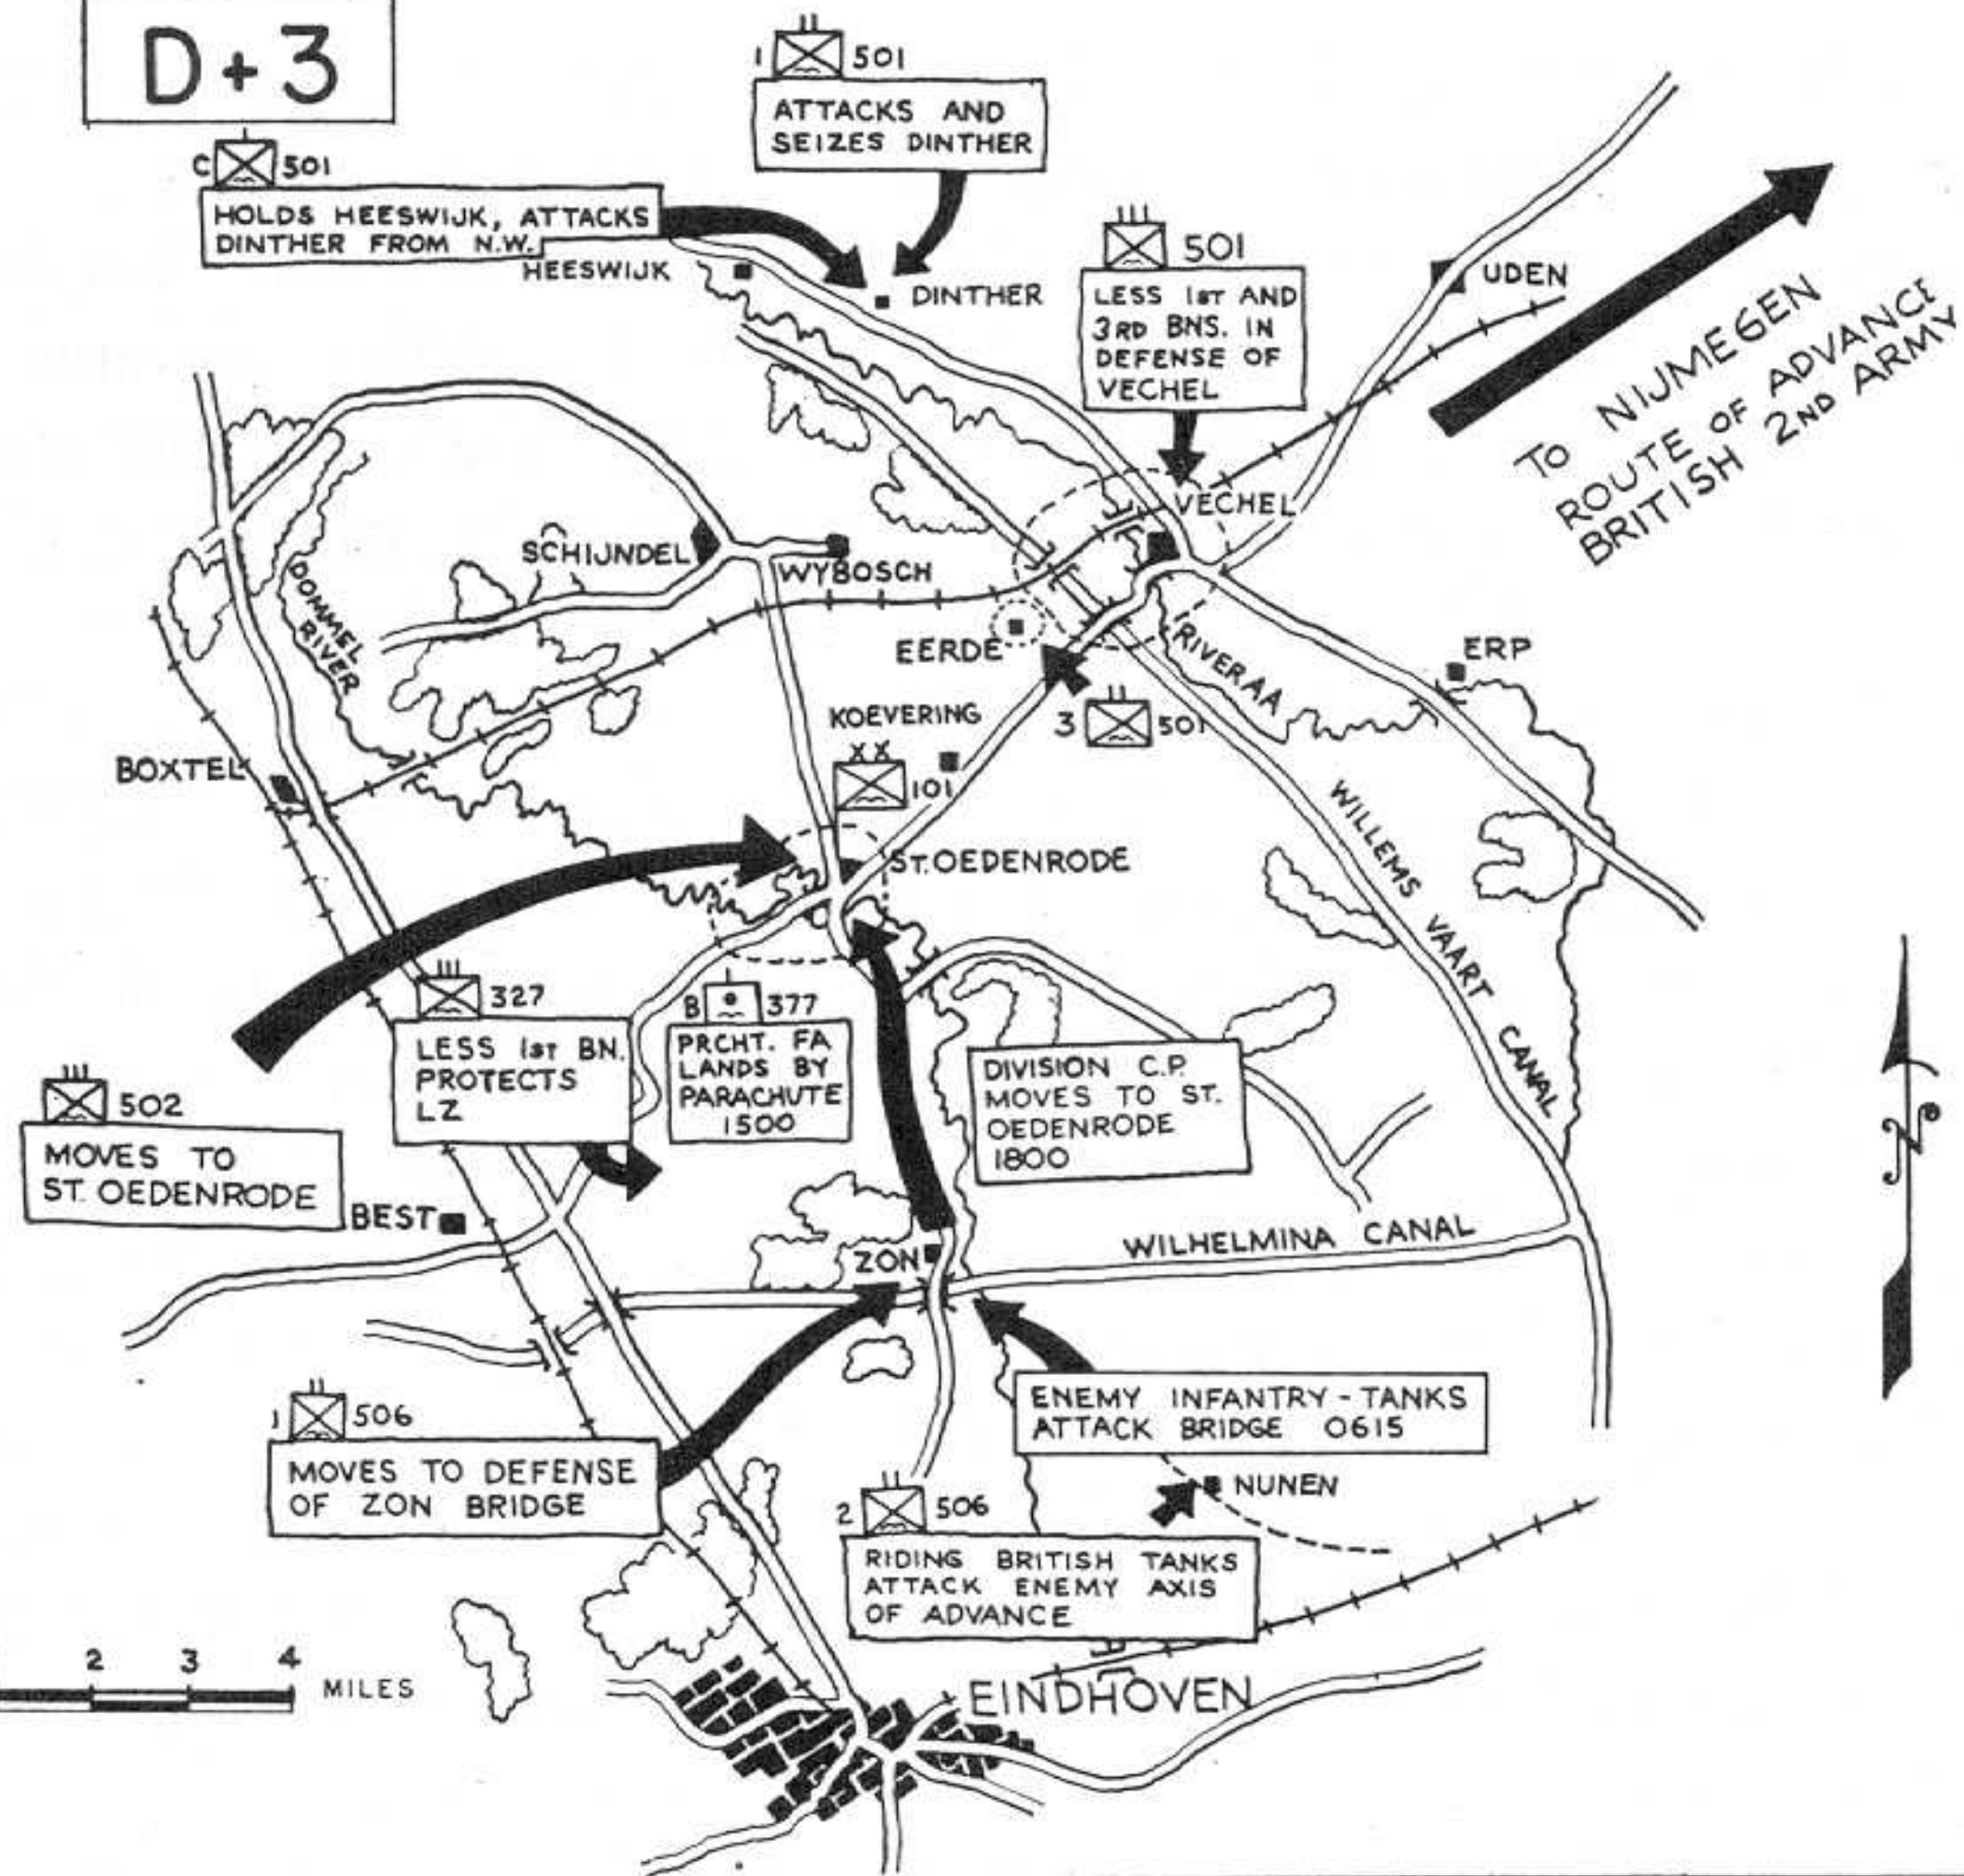 D+3
1 501
ATTACKS AND
SEIZES DINTHER
C 501
HOLDS HEESWIJK, ATTACKS
DINTHER FROM N.W.
HEESWIJK
DINTHER
501
LESS 1ST AND
3RD BNS. IN
DEFENSE OF
VECHEL
UDEN
TO NIJMEGEN
ROUTE OF ADVANCE
BRITISH 2ND ARMY
VECHEL
SCHIJNDEL
WYBOSCH
DOMMEL
RIVER
EERDE
RIVER AA
ERP
KOEVERING
3 501
BOXTEL
XX
101
WILLEMS VAART CANAL
ST. OEDENRODE
327
LESS 1ST BN.
PROTECTS
LZ
B 377
PRCHT. FA
LANDS BY
PARACHUTE
1500
DIVISION C.P.
MOVES TO ST.
OEDENRODE
1800
N
502
MOVES TO
ST. OEDENRODE
BEST
WILHELMINA CANAL
ZON
1 506
MOVES TO DEFENSE
OF ZON BRIDGE
ENEMY INFANTRY - TANKS
ATTACK BRIDGE 0615
NUNEN
2 506
RIDING BRITISH TANKS
ATTACK ENEMY AXIS
OF ADVANCE
2 3 4
MILES
EINDHOVEN